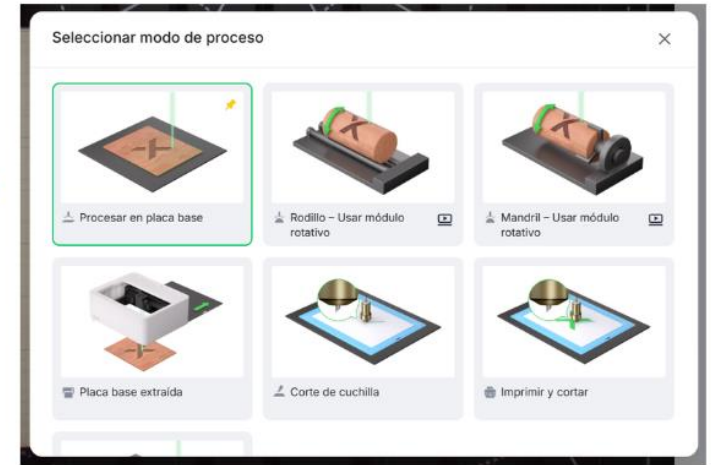 Seleccionar modo de proceso
Procesar en placa base
Rodillo – Usar módulo
rotativo
Mandril – Usar módulo
rotativo
Placa base extraída
Corte de cuchilla
Imprimir y cortar